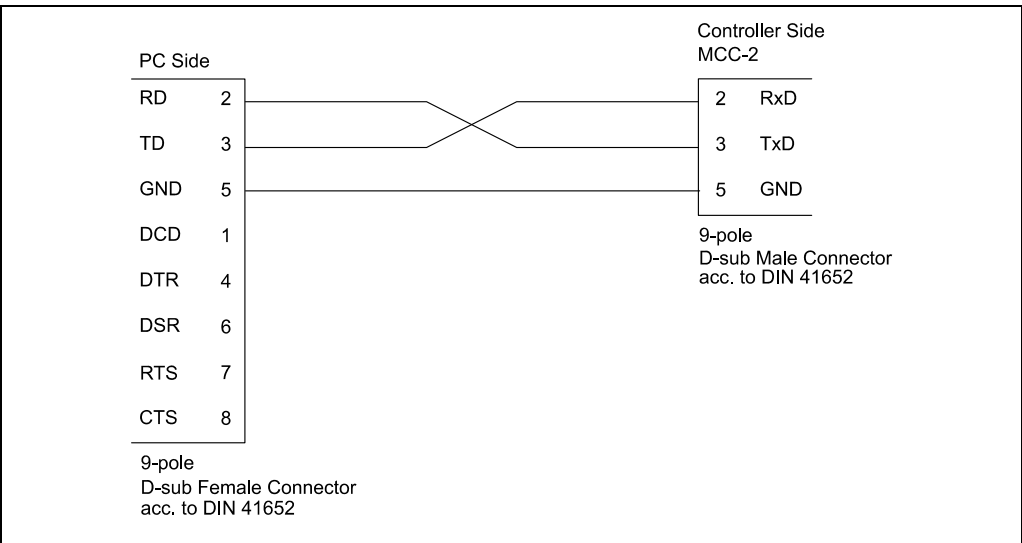 PC Side
RD 2
TD 3
GND 5
DCD 1
DTR 4
DSR 6
RTS 7
CTS 8
9-pole
D-sub Female Connector
acc. to DIN 41652
Controller Side
MCC-2
2 RxD
3 TxD
5 GND
9-pole
D-sub Male Connector
acc. to DIN 41652